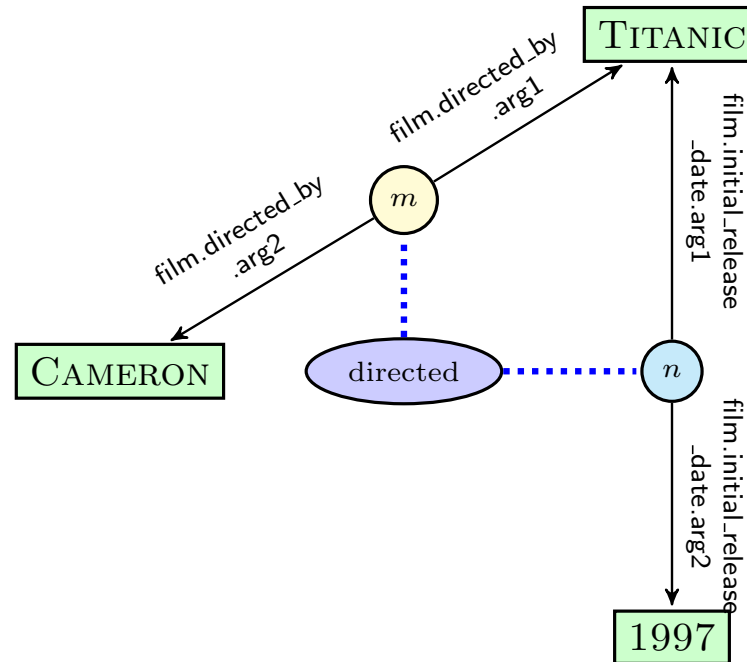 TITANIC
film.directed_by
.arg1
m
film.directed_by
.arg2
film.initial_release
_date.arg1
CAMERON
directed
n
film.initial_release
_date.arg2
1997